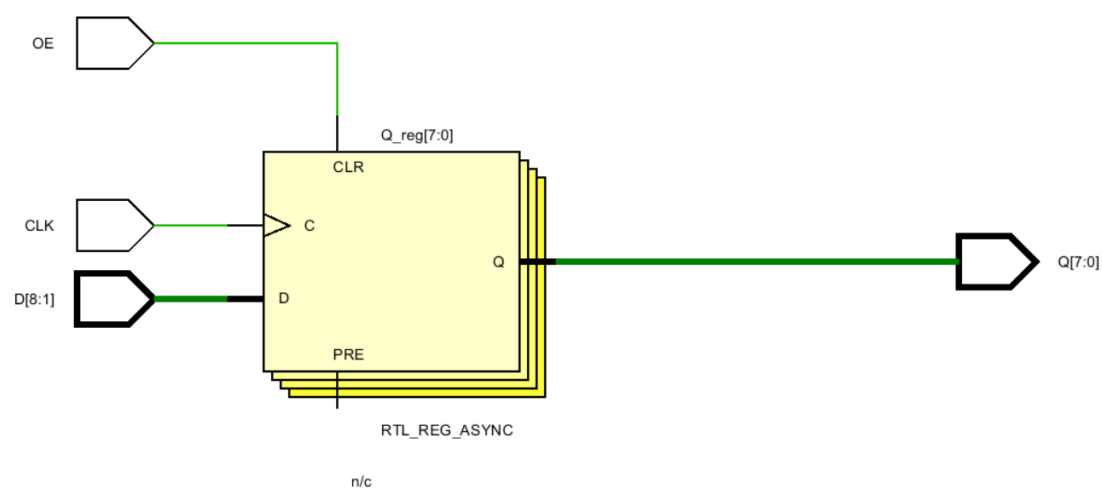 OE
Q_reg[7:0]
CLR
CLK
C
Q
Q[7:0]
D[8:1]
D
PRE
RTL_REG_ASYNC
n/c